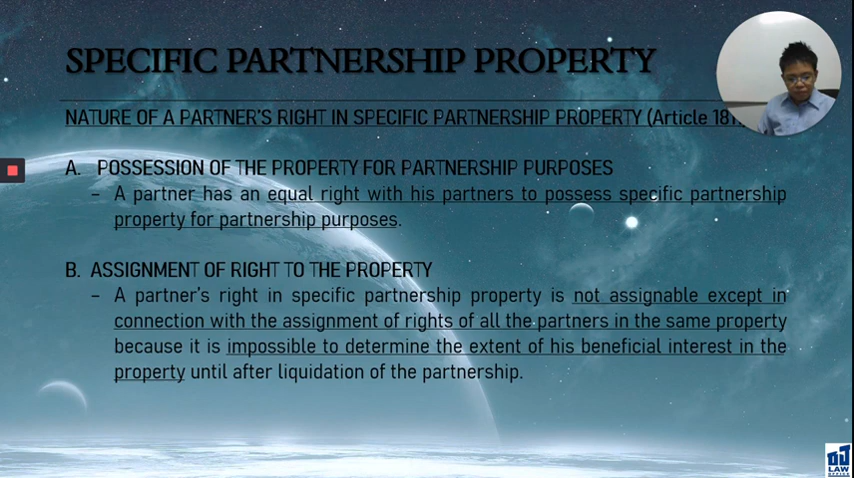 SPECIFIC PARTNERSHIP PROPERTY
NATURE OF A PARTNER'S RIGHT IN SPECIFIC PARTNERSHIP PROPERTY (Article
A. POSSESSION OF THE PROPERTY FOR PARTNERSHIP PURPOSES
– A partner has an equal right with his partners to possess specific partnership
property for partnership purposes.
B. ASSIGNMENT OF RIGHT TO THE PROPERTY
– A partner's right in specific partnership property is not assignable except in
connection with the assignment of rights of all the partners in the same property
because it is impossible to determine the extent of his beneficial interest in the
property until after liquidation of the partnership.
LAW